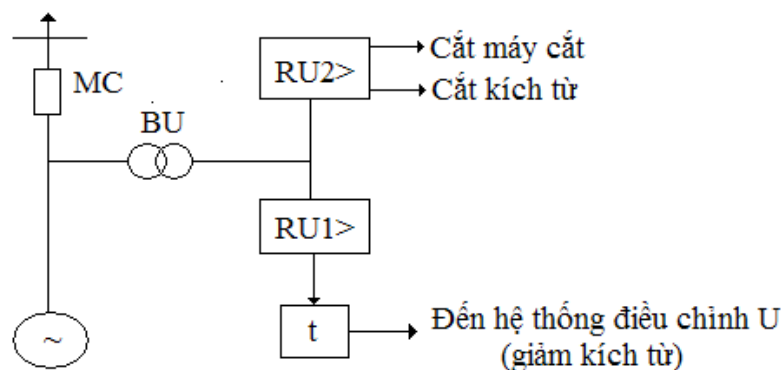 MC
BU
RU2>
Cắt máy cắt
Cắt kích từ
RU1>
t
~
Đến hệ thống điều chỉnh U
(giảm kích từ)